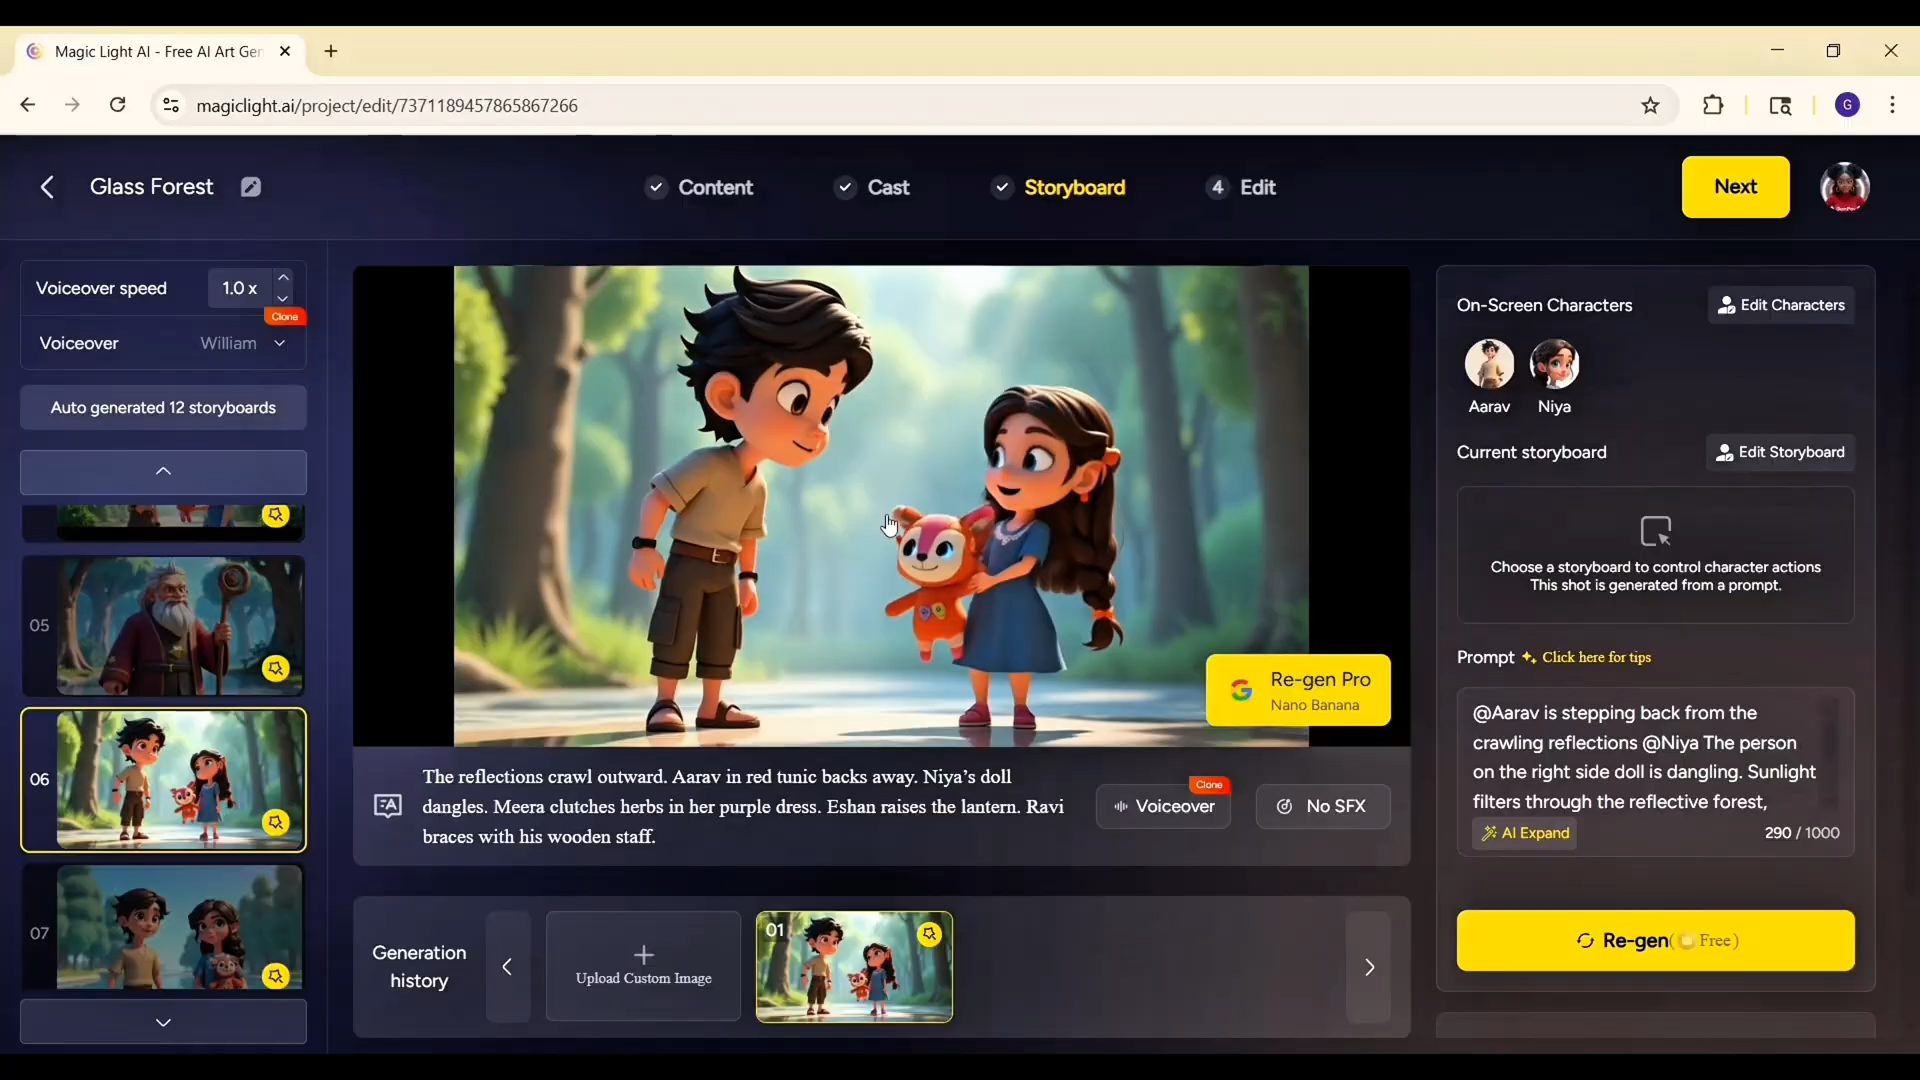 Magic Light AI - Free AI Art Gen
magiclight.ai/project/edit/7371189457865867266
G
Glass Forest
Content
Cast
Storyboard
4 Edit
Next
Voiceover speed
1.0 x
Clone
Voiceover
William
Auto generated 12 storyboards
05
06
07
Re-gen Pro
Nano Banana
The reflections crawl outward. Aarav in red tunic backs away. Niya's doll
dangles. Meera clutches herbs in her purple dress. Eshan raises the lantern. Ravi
braces with his wooden staff.
Clone
Voiceover
No SFX
Generation
history
Upload Custom Image
01
On-Screen Characters
Edit Characters
Aarav
Niya
Current storyboard
Edit Storyboard
Choose a storyboard to control character actions
This shot is generated from a prompt.
Prompt
Click here for tips
@Aarav is stepping back from the
crawling reflections @Niya The person
on the right side doll is dangling. Sunlight
filters through the reflective forest,
AI Expand
290 / 1000
Re-gen( Free )